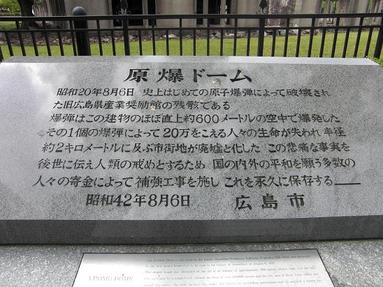 原爆ドーム
昭和20年8月6日 史上はじめての原子爆弾によって破壊され
た旧広島県産業奨励館の残骸である
爆弾はこの建物のほぼ直上約600メートルの空中で爆発した
その1個の爆弾によって20万をこえる人々の生命が失われ 半径
約2キロメートルに及ぶ市街地が廃墟と化した この悲痛な事実を
後世に伝え人類の戒めとするため 国の内外の平和を願う多数の
人々の寄金によって補強工事を施し これを永久に保存する
昭和42年8月6日 広島市